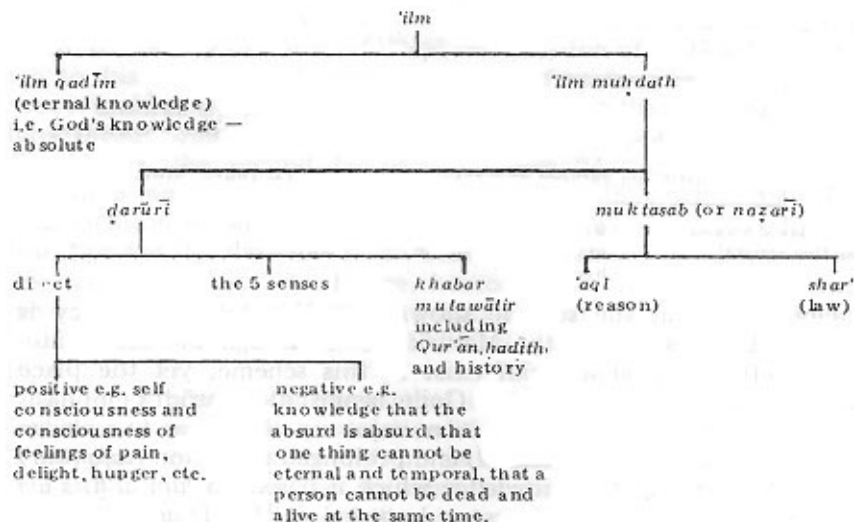 'ilm
'ilm qadīm
(eternal knowledge)
i.e. God's knowledge —
absolute
'ilm muḥdath
ḍarūrī
muktasab (or naẓarī)
direct
positive e.g. self
consciousness and
consciousness of
feelings of pain,
delight, hunger, etc.
negative e.g.
knowledge that the
absurd is absurd, that
one thing cannot be
eternal and temporal, that a
person cannot be dead and
alive at the same time.
the 5 senses
khabar
mutawātir
including
Qur'ān, ḥadīth,
and history
'aqlī
(reason)
shar'
(law)